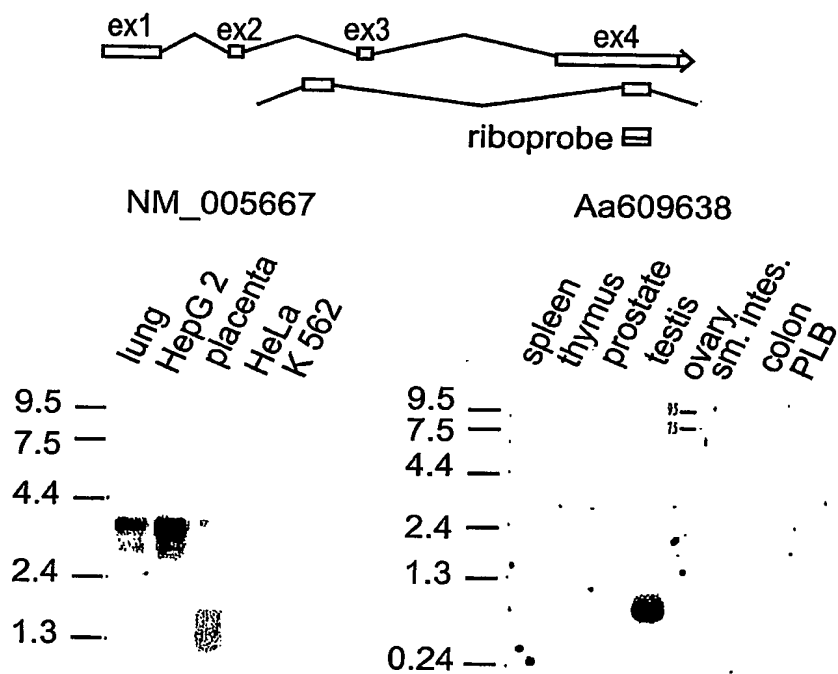 ex1 ex2 ex3 ex4
riboprobe
NM_005667 Aa609638
lung HepG 2 placenta HeLa K 562
spleen thymus prostate testis ovary sm. intes. colon PLB
9.5 9.5 95
7.5 7.5 75
4.4 4.4
2.4 2.4
1.3 1.3
0.24